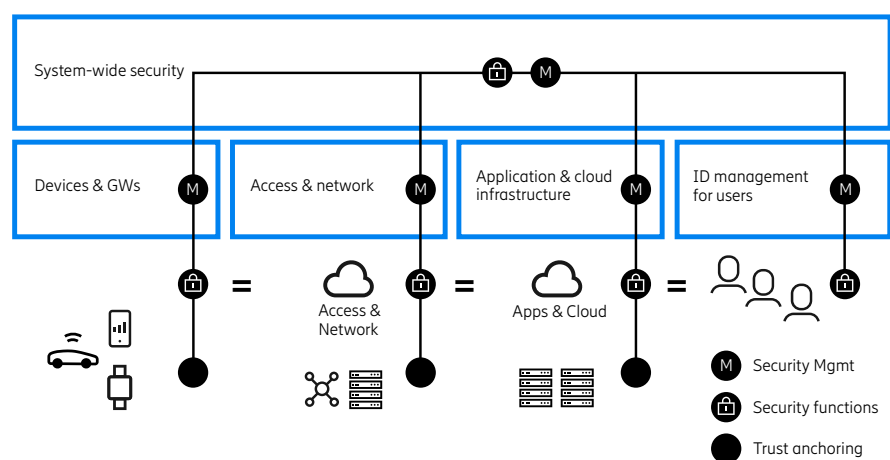 System-wide security
M
Devices & GWs
M
Access & network
M
Application & cloud
infrastructure
M
ID management
for users
M
=
Access &
Network
=
Apps & Cloud
=
M Security Mgmt
Security functions
Trust anchoring